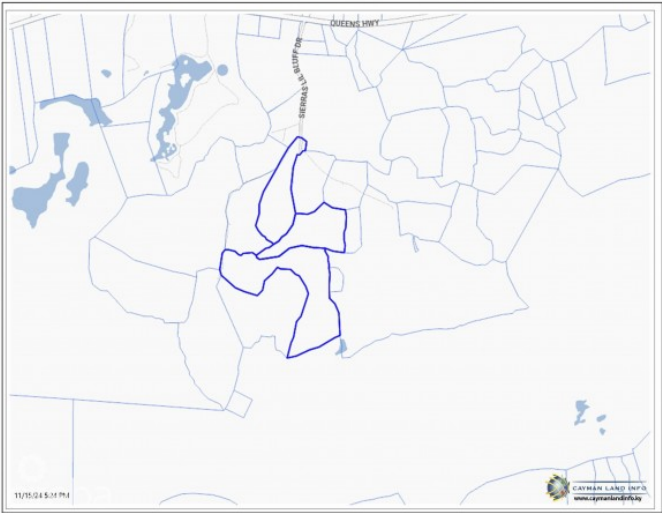 QUEENS HWY
SIERRAS LIL BLUFF DR
11/15/24 5:31 PM
CAYMAN LAND INFO
www.caymanlandinfo.ky